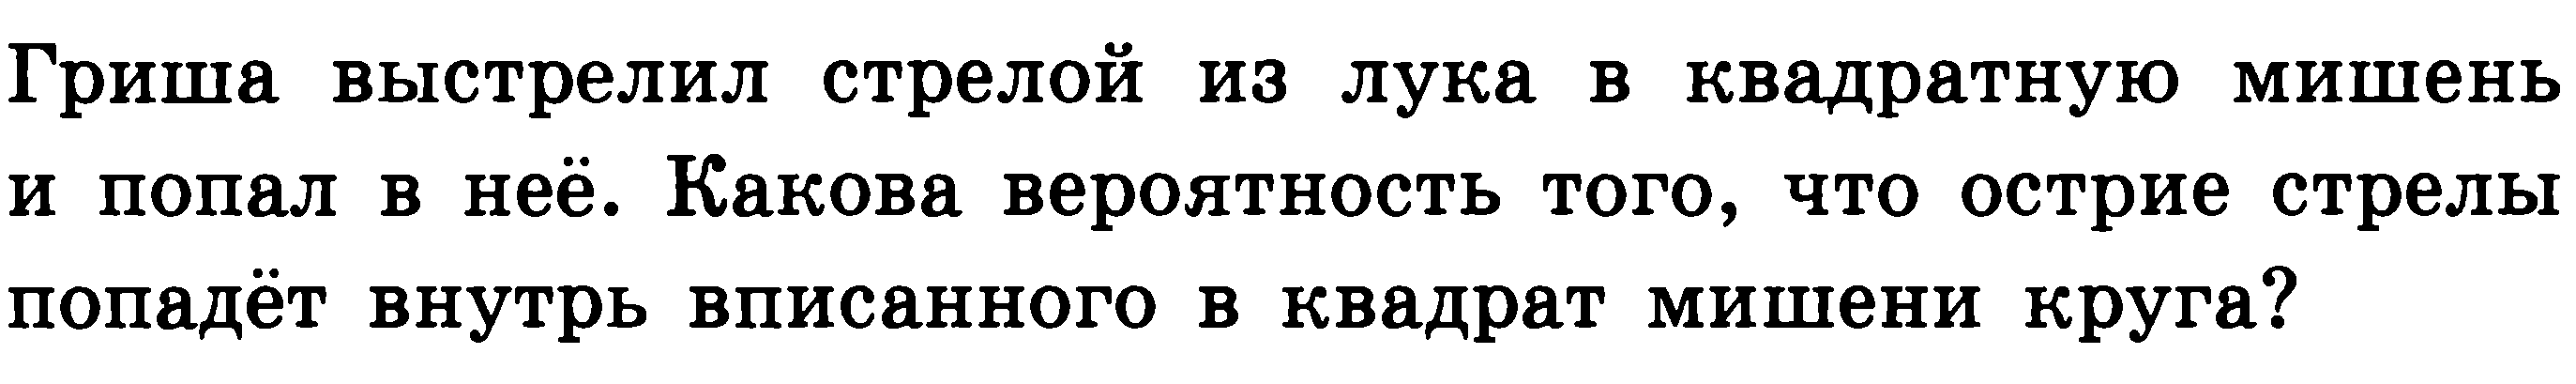 Гриша выстрелил стрелой из лука в квадратную мишень
и попал в неё. Какова вероятность того, что острие стрелы
попадёт внутрь вписанного в квадрат мишени круга?